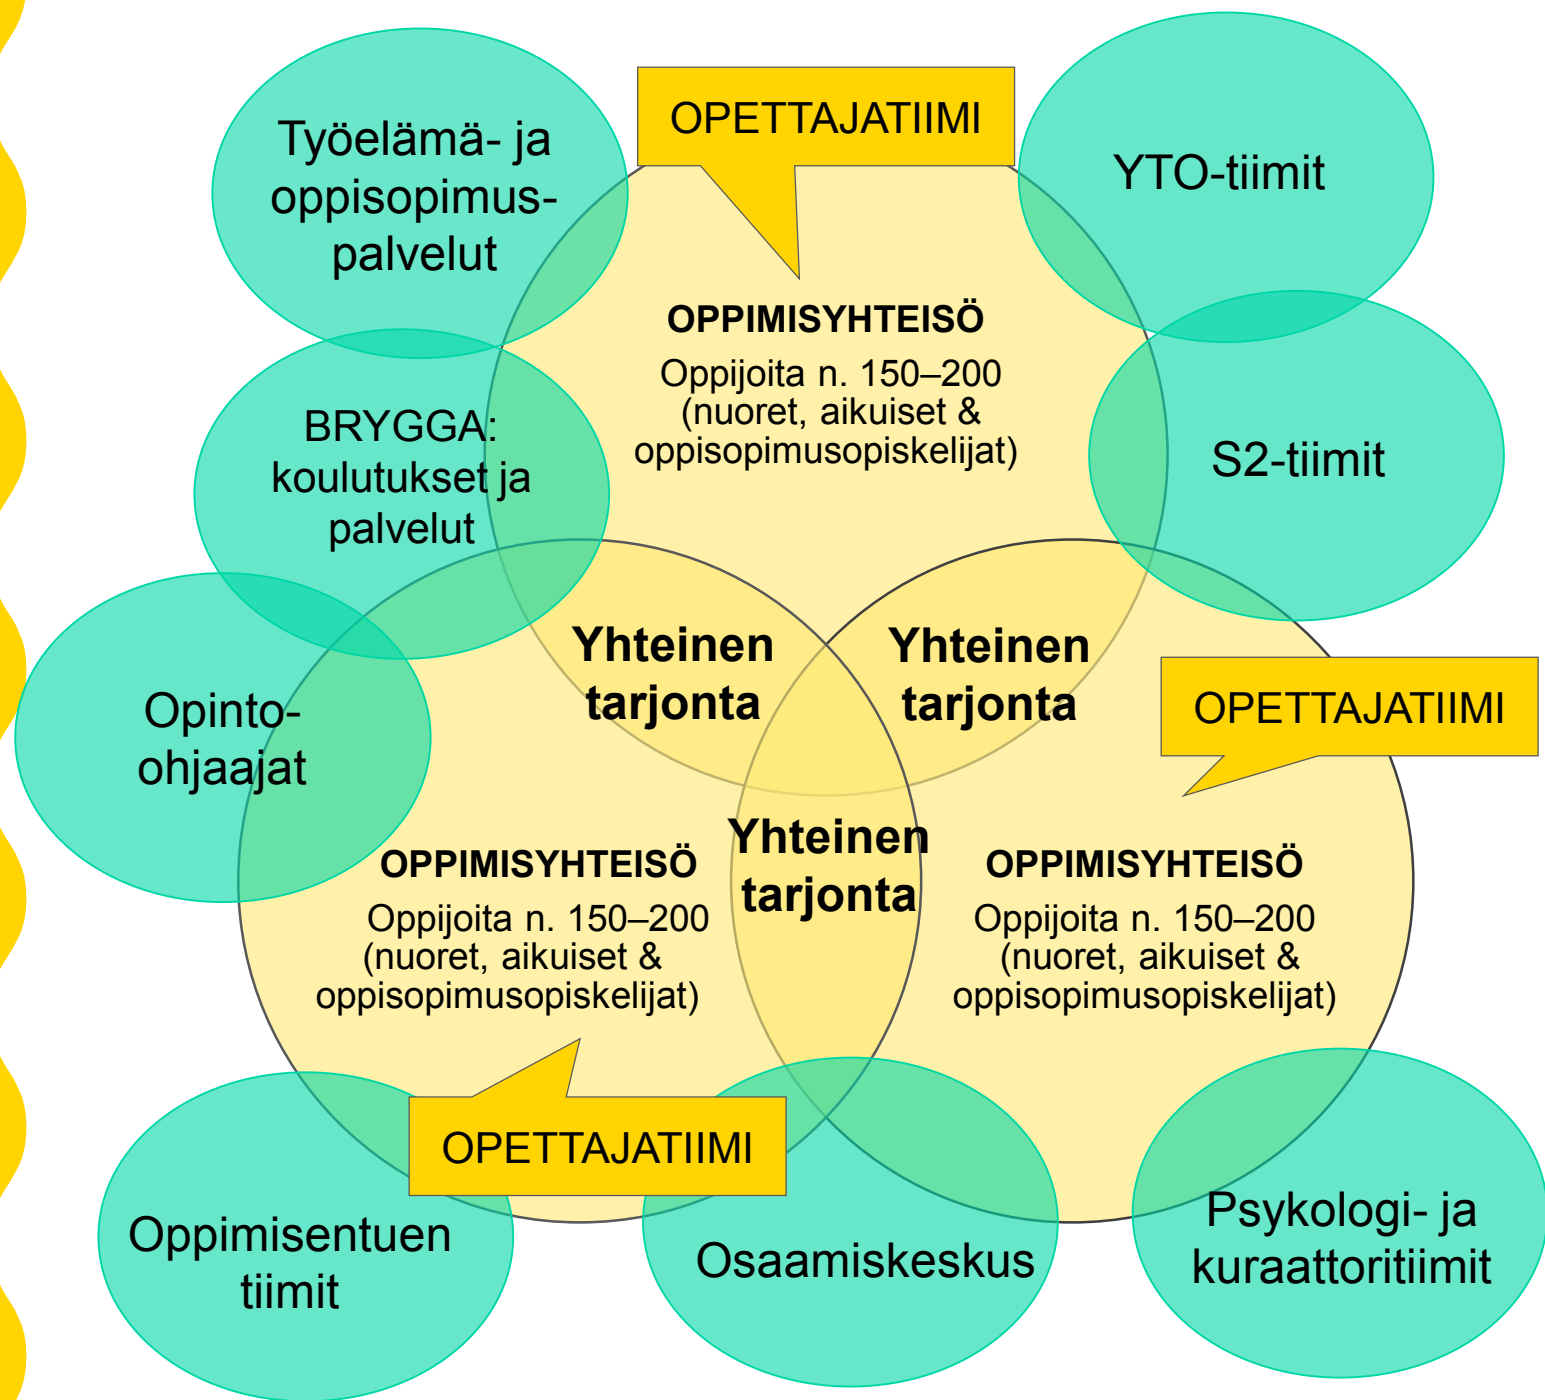 OPETTAJATIIMI
Työelämä- ja
oppisopimus-
palvelut
YTO-tiimit
OPPIMISYHTEISÖ
Oppijoita n. 150–200
(nuoret, aikuiset &
oppisopimusopiskelijat)
BRYGGA:
koulutukset ja
palvelut
S2-tiimit
Yhteinen
tarjonta
Yhteinen
tarjonta
OPETTAJATIIMI
Opinto-
ohjaajat
Yhteinen
tarjonta
OPPIMISYHTEISÖ
Oppijoita n. 150–200
(nuoret, aikuiset &
oppisopimusopiskelijat)
OPPIMISYHTEISÖ
Oppijoita n. 150–200
(nuoret, aikuiset &
oppisopimusopiskelijat)
OPETTAJATIIMI
Oppimisentuen
tiimit
Osaamiskeskus
Psykologi- ja
kuraattoritiimit